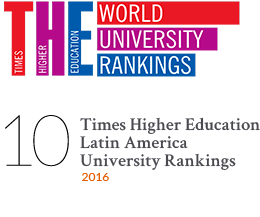 THE
TIMES
HIGHER
EDUCATION
WORLD
UNIVERSITY
RANKINGS
10
Times Higher Education
Latin America
University Rankings
2016